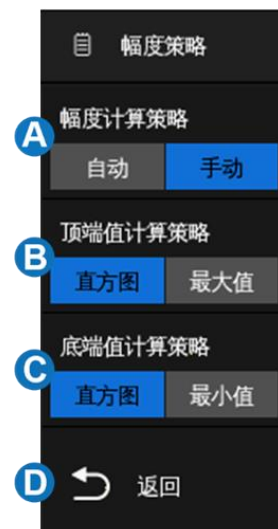 幅度策略
A
幅度计算策略
自动 手动
B
顶端值计算策略
直方图 最大值
C
底端值计算策略
直方图 最小值
D
返回